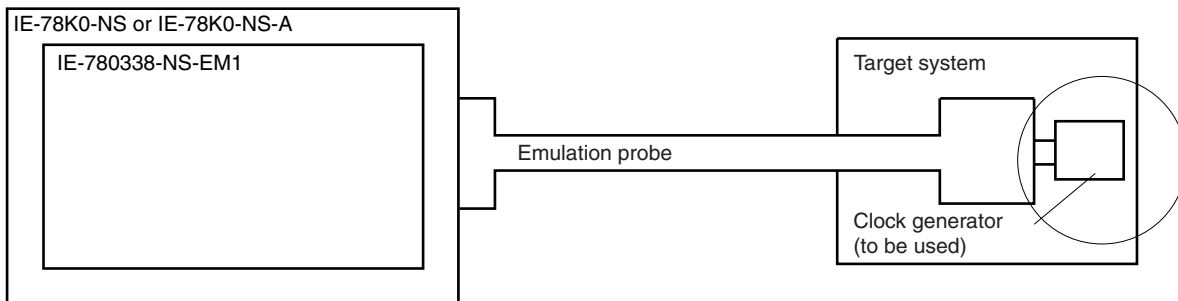 IE-78K0-NS or IE-78K0-NS-A
IE-780338-NS-EM1
Target system
Emulation probe
Clock generator
(to be used)